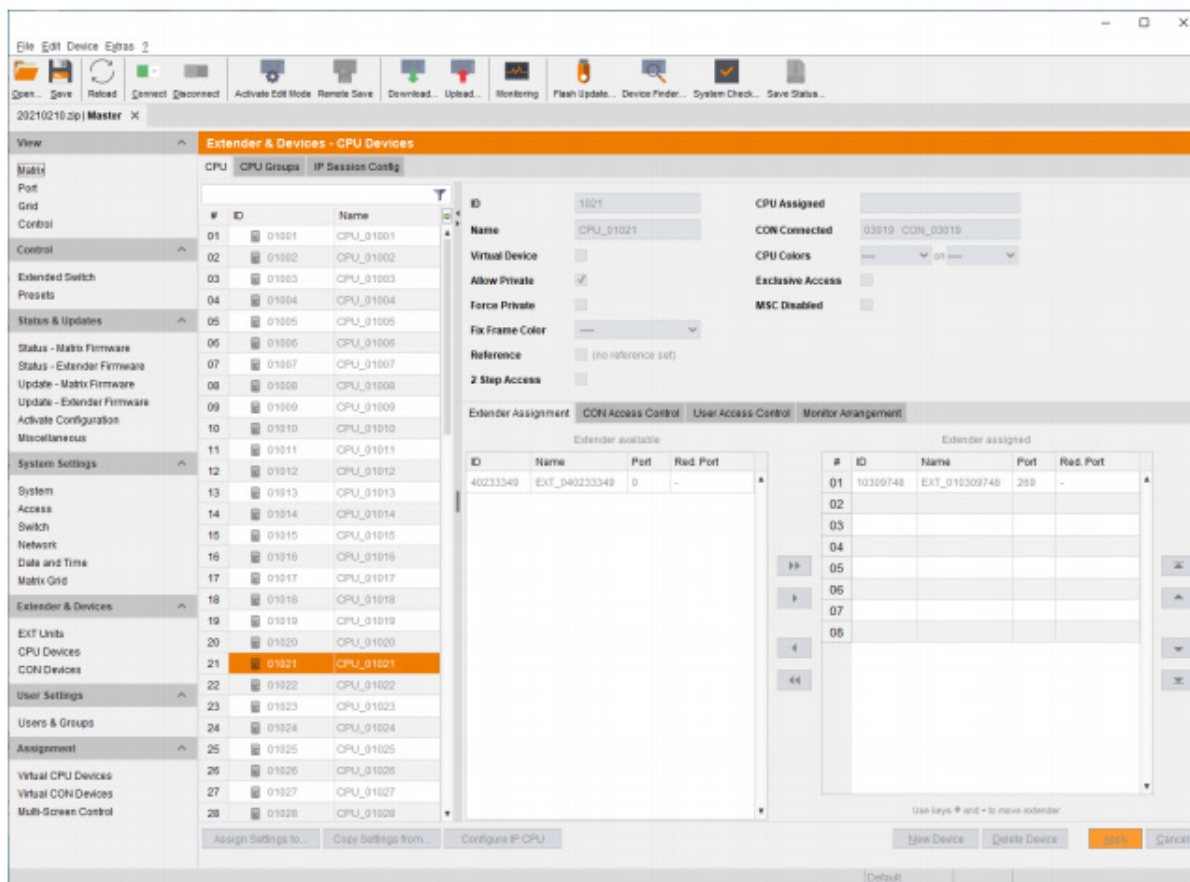 File Edit Device Extras ?
Open... Save Reload Connect Disconnect Activate Edit Mode Remote Save Download... Upload... Monitoring Flash Update... Device Finder... System Check... Save Status...
20210210.zip | Master ✕
View
Matrix
Port
Grid
Control
Control
Extended Switch
Presets
Status & Updates
Status - Matrix Firmware
Status - Extender Firmware
Update - Matrix Firmware
Update - Extender Firmware
Activate Configuration
Miscellaneous
System Settings
System
Access
Switch
Network
Date and Time
Matrix Grid
Extender & Devices
EXT Units
CPU Devices
CON Devices
User Settings
Users & Groups
Assignment
Virtual CPU Devices
Virtual CON Devices
Multi-Screen Control
Extender & Devices - CPU Devices
CPU CPU Groups IP Session Config
# ID Name
01 01001 CPU_01001
02 01002 CPU_01002
03 01003 CPU_01003
04 01004 CPU_01004
05 01005 CPU_01005
06 01006 CPU_01006
07 01007 CPU_01007
08 01008 CPU_01008
09 01009 CPU_01009
10 01010 CPU_01010
11 01011 CPU_01011
12 01012 CPU_01012
13 01013 CPU_01013
14 01014 CPU_01014
15 01015 CPU_01015
16 01016 CPU_01016
17 01017 CPU_01017
18 01018 CPU_01018
19 01019 CPU_01019
20 01020 CPU_01020
21 01021 CPU_01021
22 01022 CPU_01022
23 01023 CPU_01023
24 01024 CPU_01024
25 01025 CPU_01025
26 01026 CPU_01026
27 01027 CPU_01027
28 01028 CPU_01028
ID 1021
Name CPU_01021
Virtual Device
Allow Private
Force Private
Fix Frame Color ----
Reference (no reference set)
2 Step Access
CPU Assigned
CON Connected 03019 CON_03019
CPU Colors ---- on ----
Exclusive Access
MSC Disabled
Extender Assignment CON Access Control User Access Control Monitor Arrangement
Extender available
ID Name Port Red. Port
40233349 EXT_040233349 0 -
Extender assigned
# ID Name Port Red. Port
01 10309748 EXT_010309748 269 -
02
03
04
05
06
07
08
Use keys + and - to move extender
Assign Settings to... Copy Settings from... Configure IP CPU New Device Delete Device Apply Cancel
Default